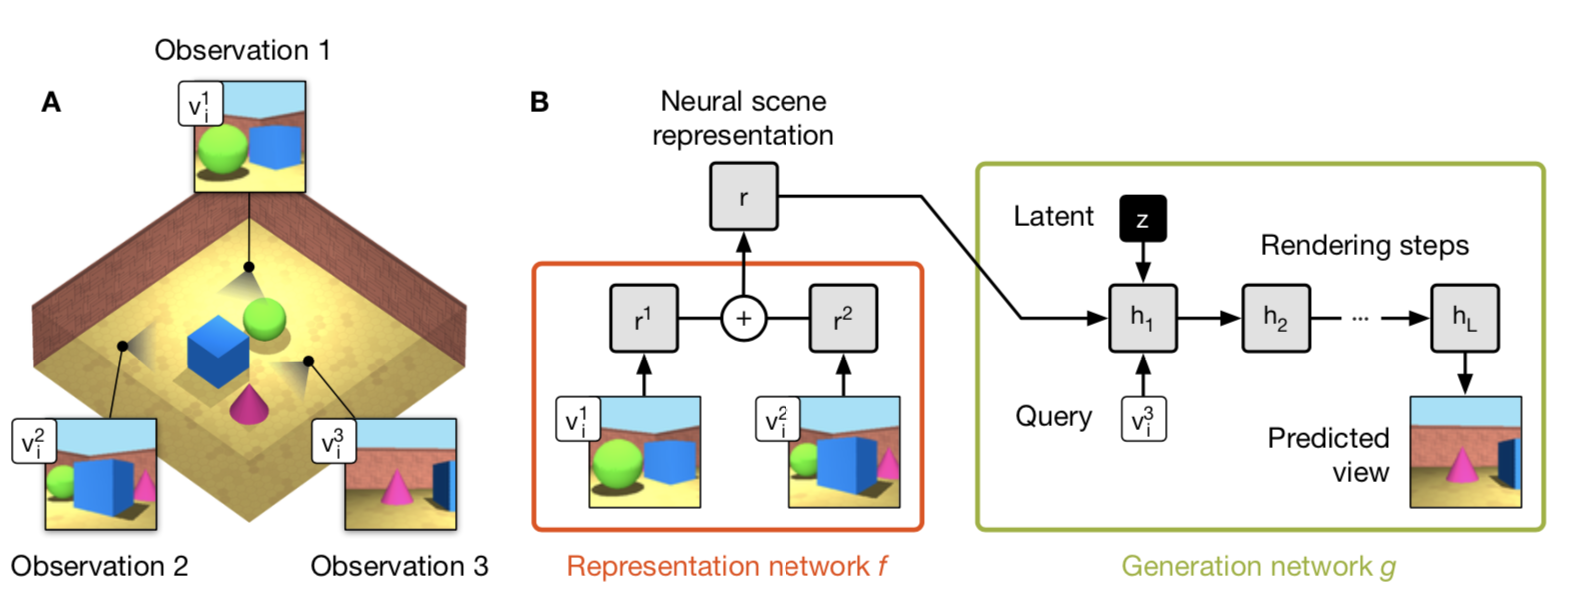 Observation 1
A
v_i^1
v_i^2
v_i^3
Observation 2
Observation 3
B
Neural scene
representation
r
r^1
+
r^2
v_i^1
v_i^2
Representation network f
Latent
z
Rendering steps
h_1
h_2
...
h_L
Query
v_i^3
Predicted
view
Generation network g